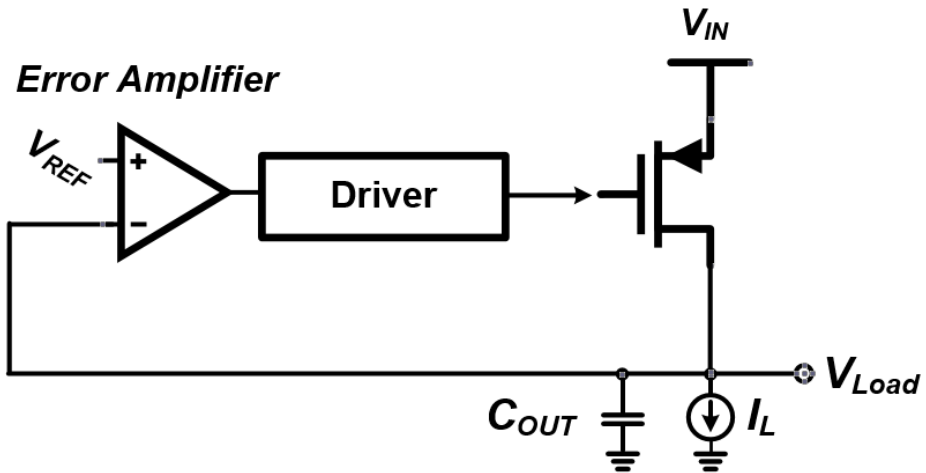 V_IN
Error Amplifier
V_REF
+
Driver
−
V_Load
C_OUT
I_L